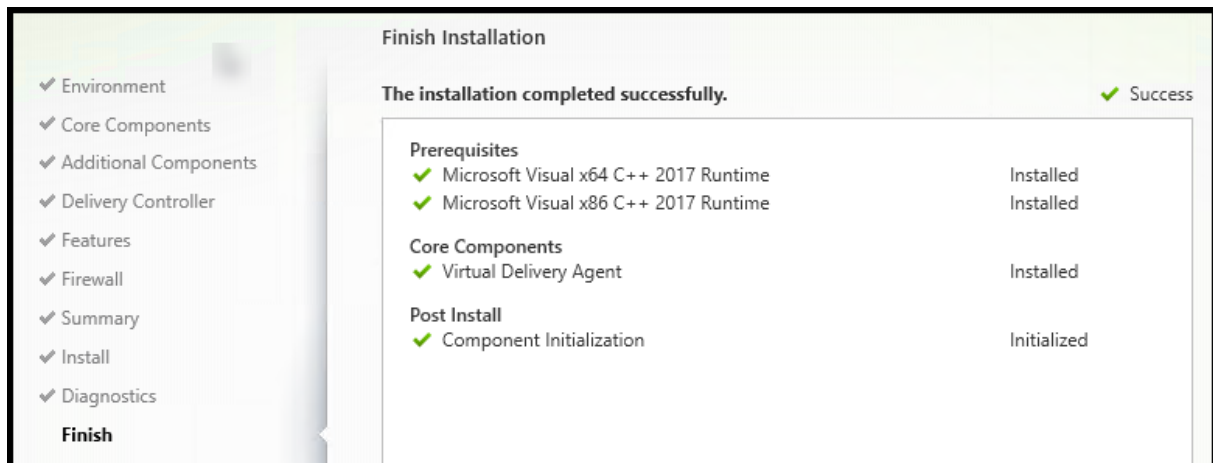 Finish Installation
Environment
Core Components
Additional Components
Delivery Controller
Features
Firewall
Summary
Install
Diagnostics
Finish
The installation completed successfully.
Success
Prerequisites
Microsoft Visual x64 C++ 2017 Runtime Installed
Microsoft Visual x86 C++ 2017 Runtime Installed
Core Components
Virtual Delivery Agent Installed
Post Install
Component Initialization Initialized